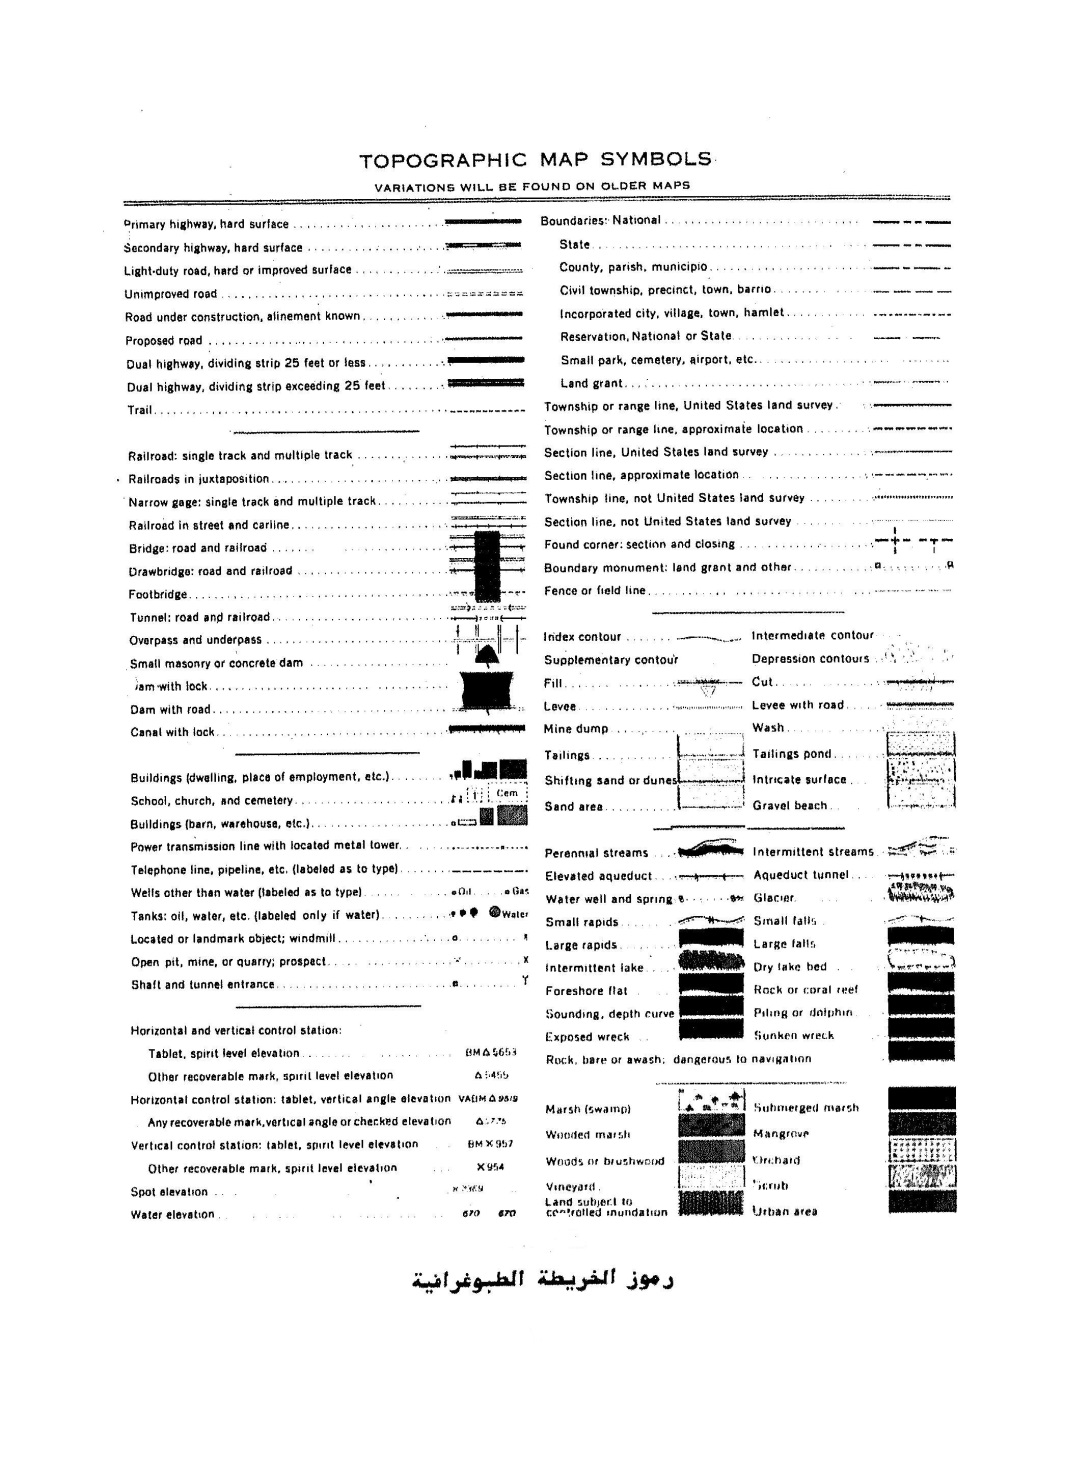 TOPOGRAPHIC MAP SYMBOLS
VARIATIONS WILL BE FOUND ON OLDER MAPS
Primary highway, hard surface
Secondary highway, hard surface
Light-duty road, hard or improved surface
Unimproved road
Road under construction, alinement known
Proposed road
Dual highway, dividing strip 25 feet or less
Dual highway, dividing strip exceeding 25 feet
Trail
Railroad: single track and multiple track
Railroads in juxtaposition
Narrow gage: single track and multiple track
Railroad in street and carline
Bridge: road and railroad
Drawbridge: road and railroad
Footbridge
Tunnel: road and railroad
Overpass and underpass
Small masonry or concrete dam
am with lock
Dam with road
Canal with lock
Buildings (dwelling, place of employment, etc.)
School, church, and cemetery Cem
Buildings (barn, warehouse, etc.)
Power transmission line with located metal tower
Telephone line, pipeline, etc. (labeled as to type)
Wells other than water (labeled as to type) Oil Gas
Tanks: oil, water, etc. (labeled only if water) Water
Located or landmark object; windmill
Open pit, mine, or quarry; prospect X
Shaft and tunnel entrance Y
Horizontal and vertical control station:
Tablet, spirit level elevation BM△5653
Other recoverable mark, spirit level elevation △5455
Horizontal control station: tablet, vertical angle elevation VABM△9519
Any recoverable mark, vertical angle or checked elevation
Vertical control station: tablet, spirit level elevation BM X 957
Other recoverable mark, spirit level elevation X 954
Spot elevation
Water elevation 670 670
Boundaries: National
State
County, parish, municipio
Civil township, precinct, town, barrio
Incorporated city, village, town, hamlet
Reservation, National or State
Small park, cemetery, airport, etc.
Land grant
Township or range line, United States land survey
Township or range line, approximate location
Section line, United States land survey
Section line, approximate location
Township line, not United States land survey
Section line, not United States land survey
Found corner: section and closing
Boundary monument: land grant and other
Fence or field line
Index contour Intermediate contour
Supplementary contour Depression contours
Fill Cut
Levee Levee with road
Mine dump Wash
Tailings Tailings pond
Shifting sand or dunes Intricate surface
Sand area Gravel beach
Perennial streams Intermittent streams
Elevated aqueduct Aqueduct tunnel
Water well and spring Glacier
Small rapids Small falls
Large rapids Large falls
Intermittent lake Dry lake bed
Foreshore flat Rock or coral reef
Sounding, depth curve Piling or dolphin
Exposed wreck Sunken wreck
Rock, bare or awash; dangerous to navigation
Marsh (swamp) Submerged marsh
Wooded marsh Mangrove
Woods or brushwood Orchard
Vineyard Scrub
Land subject to
controlled inundation Urban area
رموز الخريطة الطبوغرافية